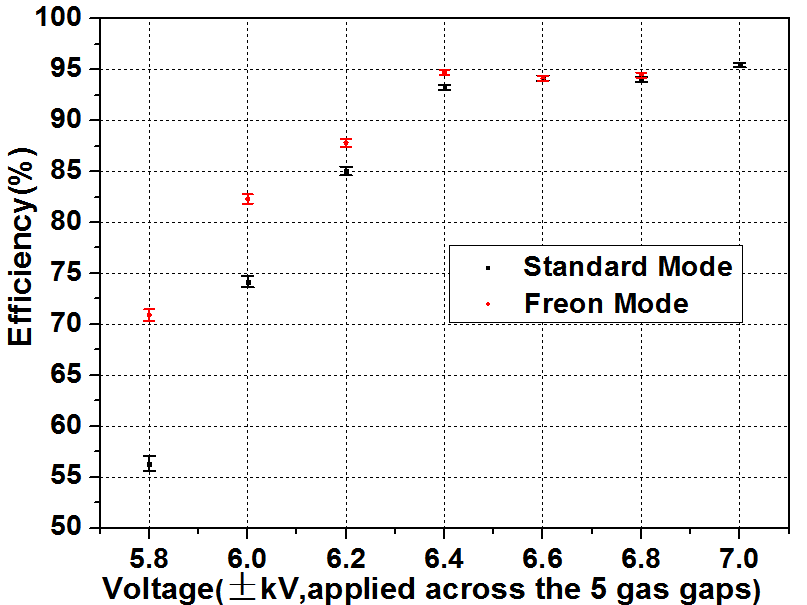 100
95
90
85
80
75
70
65
60
55
50
Efficiency(%)
Standard Mode
Freon Mode
5.8 6.0 6.2 6.4 6.6 6.8 7.0
Voltage(±kV,applied across the 5 gas gaps)